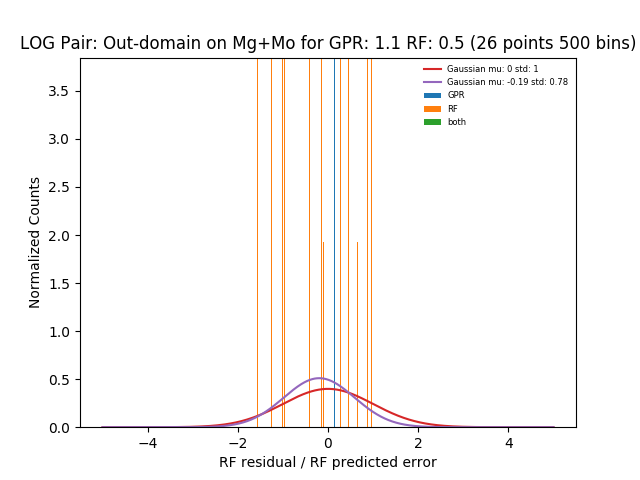 LOG Pair: Out-domain on Mg+Mo for GPR: 1.1 RF: 0.5 (26 points 500 bins)
Gaussian mu: 0 std: 1
Gaussian mu: -0.19 std: 0.78
GPR
RF
both
Normalized Counts
3.5
3.0
2.5
2.0
1.5
1.0
0.5
0.0
−4 −2 0 2 4
RF residual / RF predicted error